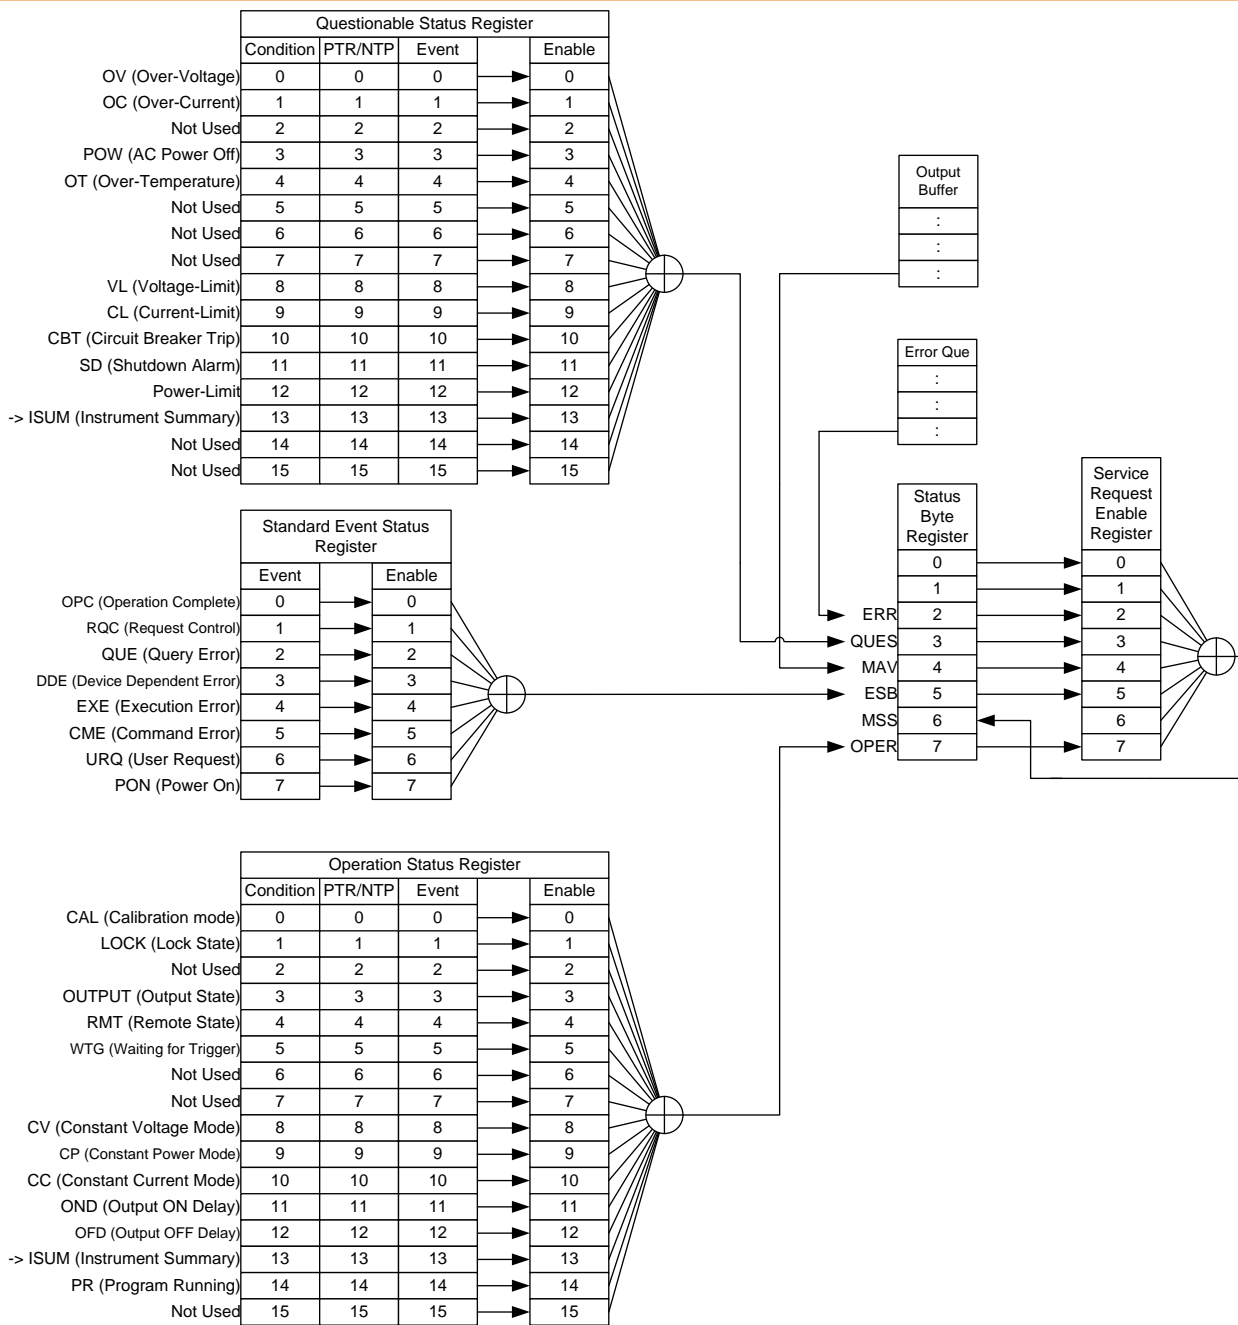 Questionable Status Register
Condition PTR/NTP Event Enable
OV (Over-Voltage) 0 0 0 0
OC (Over-Current) 1 1 1 1
Not Used 2 2 2 2
POW (AC Power Off) 3 3 3 3
OT (Over-Temperature) 4 4 4 4
Not Used 5 5 5 5
Not Used 6 6 6 6
Not Used 7 7 7 7
VL (Voltage-Limit) 8 8 8 8
CL (Current-Limit) 9 9 9 9
CBT (Circuit Breaker Trip) 10 10 10 10
SD (Shutdown Alarm) 11 11 11 11
Power-Limit 12 12 12 12
-> ISUM (Instrument Summary) 13 13 13 13
Not Used 14 14 14 14
Not Used 15 15 15 15
Output
Buffer
:
:
:
Error Que
:
:
:
Standard Event Status
Register
Event Enable
OPC (Operation Complete) 0 0
RQC (Request Control) 1 1
QUE (Query Error) 2 2
DDE (Device Dependent Error) 3 3
EXE (Execution Error) 4 4
CME (Command Error) 5 5
URQ (User Request) 6 6
PON (Power On) 7 7
Status
Byte
Register
Service
Request
Enable
Register
0 0
1 1
ERR 2 2
QUES 3 3
MAV 4 4
ESB 5 5
MSS 6 6
OPER 7 7
Operation Status Register
Condition PTR/NTP Event Enable
CAL (Calibration mode) 0 0 0 0
LOCK (Lock State) 1 1 1 1
Not Used 2 2 2 2
OUTPUT (Output State) 3 3 3 3
RMT (Remote State) 4 4 4 4
WTG (Waiting for Trigger) 5 5 5 5
Not Used 6 6 6 6
Not Used 7 7 7 7
CV (Constant Voltage Mode) 8 8 8 8
CP (Constant Power Mode) 9 9 9 9
CC (Constant Current Mode) 10 10 10 10
OND (Output ON Delay) 11 11 11 11
OFD (Output OFF Delay) 12 12 12 12
-> ISUM (Instrument Summary) 13 13 13 13
PR (Program Running) 14 14 14 14
Not Used 15 15 15 15